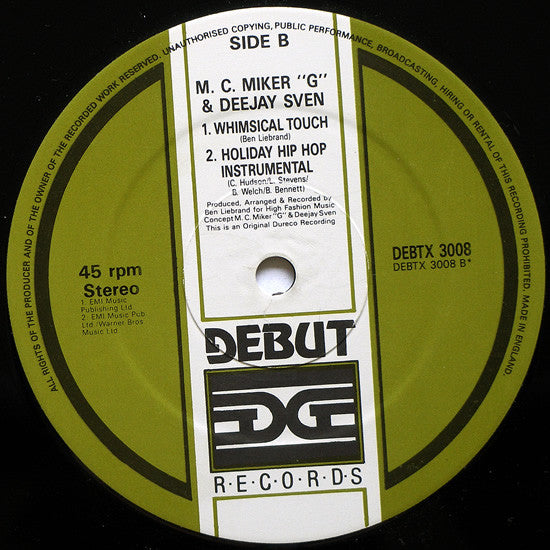 ALL RIGHTS OF THE PRODUCER AND OF THE OWNER OF THE RECORDED WORK RESERVED. UNAUTHORISED COPYING, PUBLIC PERFORMANCE, BROADCASTING, HIRING OR RENTAL OF THIS RECORDING PROHIBITED. MADE IN ENGLAND.
SIDE B
M. C. MIKER "G"
& DEEJAY SVEN
1. WHIMSICAL TOUCH
(Ben Liebrand)
2. HOLIDAY HIP HOP
INSTRUMENTAL
(C. Hudson/L. Stevens/
B. Welch/B. Bennett)
Produced, Arranged & Recorded by
Ben Liebrand for High Fashion Music
Concept M. C. Miker "G" & Deejay Sven
This is an Original Dureco Recording
45 rpm
Stereo
1. EMI Music
Publishing Ltd
2. EMI Music Pub
Ltd/Warner Bros
Music Ltd
DEBTX 3008
DEBTX 3008 B*
DEBUT
R·E·C·O·R·D·S